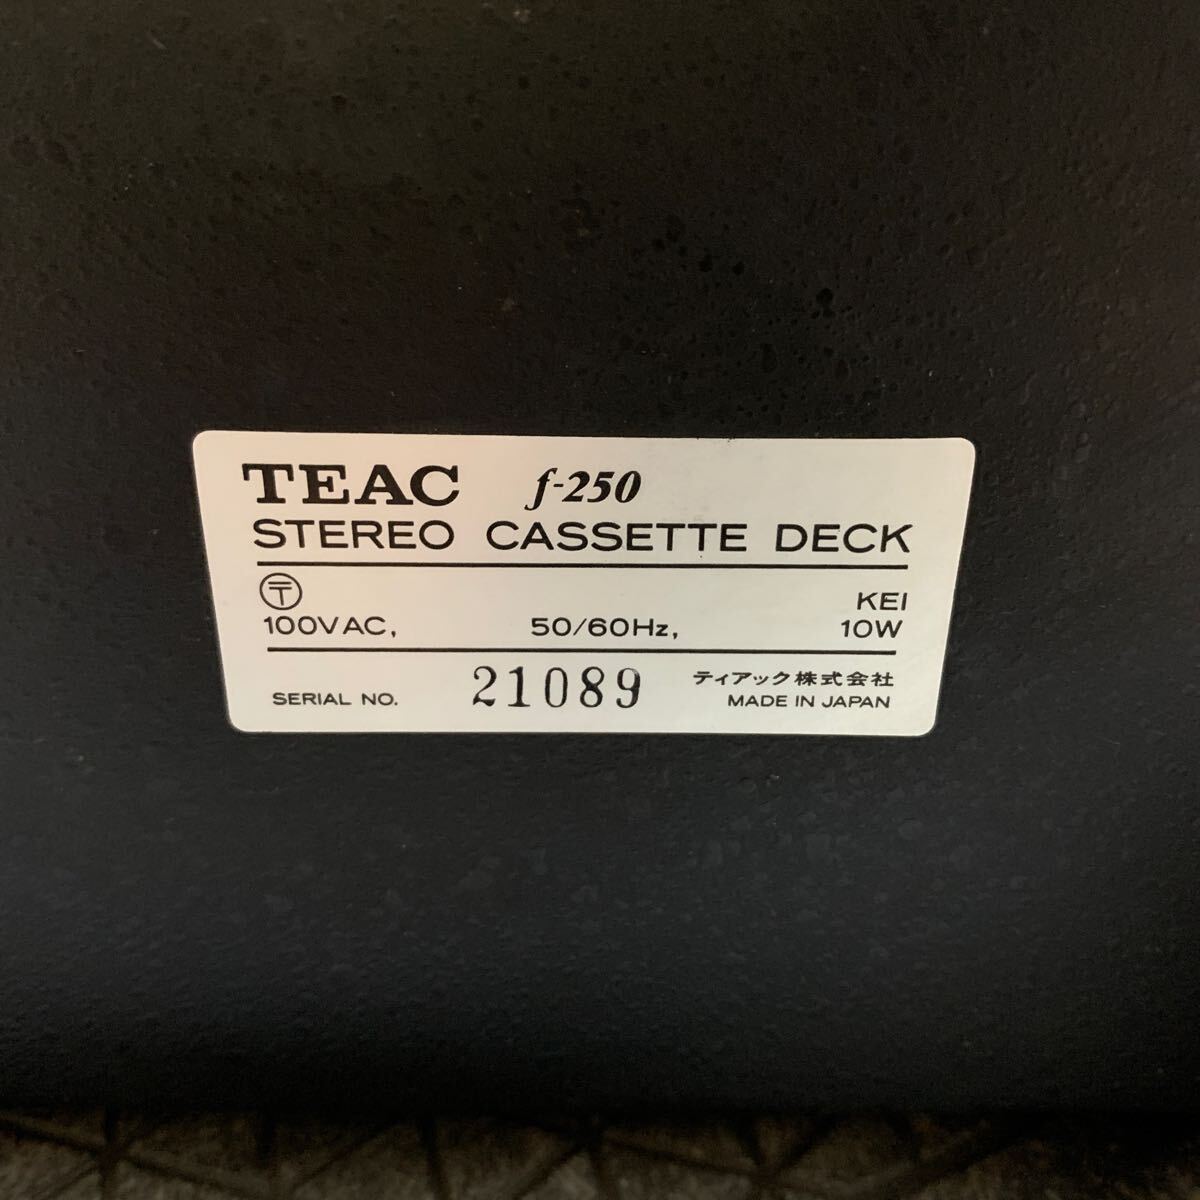 TEAC f-250
STEREO CASSETTE DECK
〒 KEI
100VAC, 50/60Hz, 10W
SERIAL NO. 21089 ティアック株式会社
MADE IN JAPAN